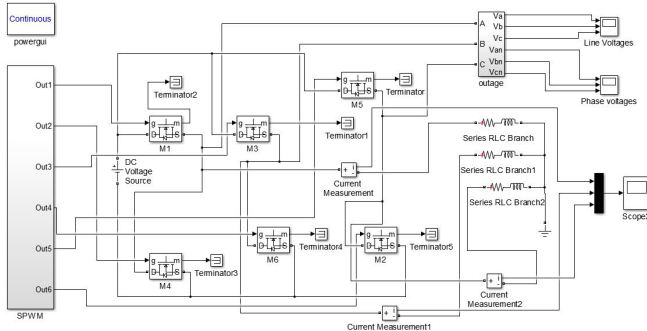 Continuous
powergui
Out1
Out2
Out3
Out4
Out5
Out6
SPWM
DC
Voltage
Source
g m
D S
M1
Terminator2
g m
D S
M3
Terminator1
g m
D S
M5
Terminator
g m
D S
M4
Terminator3
g m
D S
M6
Terminator4
g m
D S
M2
Terminator5
+ i
-
Current
Measurement
+ i
-
Current Measurement1
+ i
-
Current
Measurement2
A
B
C
Va
Vb
Vc
Van
Vbn
Vcn
outage
Line Voltages
Phase voltages
Series RLC Branch
Series RLC Branch1
Series RLC Branch2
Scope2